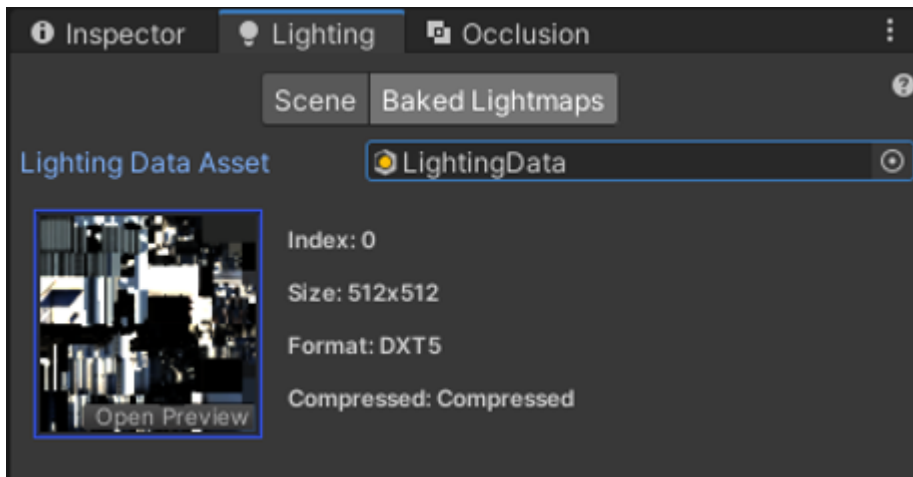 Inspector Lighting Occlusion
Scene Baked Lightmaps
Lighting Data Asset LightingData
Index: 0
Size: 512x512
Format: DXT5
Compressed: Compressed
Open Preview